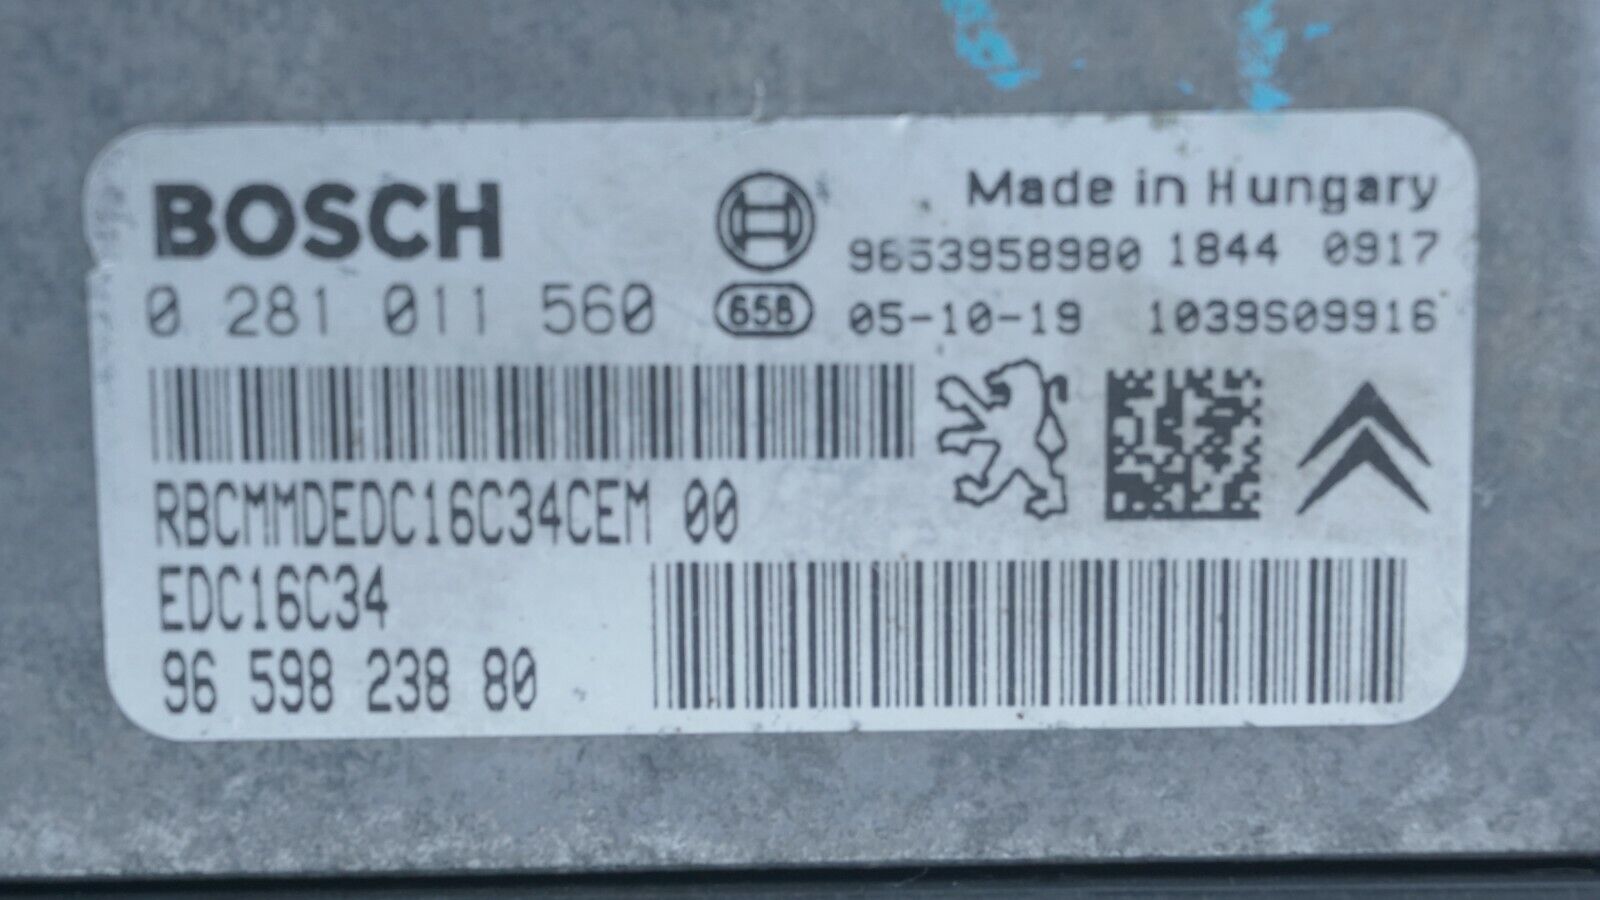 BOSCH
Made in Hungary
9653958980 1844 0917
0 281 011 560
65B
05-10-19 1039S09916
RBCMMDEDC16C34CEM 00
EDC16C34
96 598 238 80